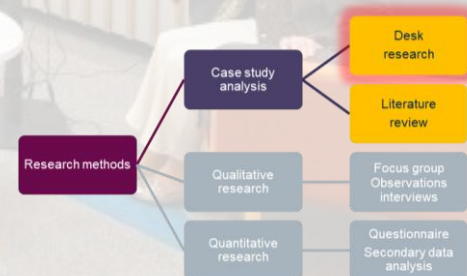 Desk
research
Case study
analysis
Literature
review
Research methods
Qualitative
research
Focus group
Observations
interviews
Quantitative
research
Questionnaire
Secondary data
analysis